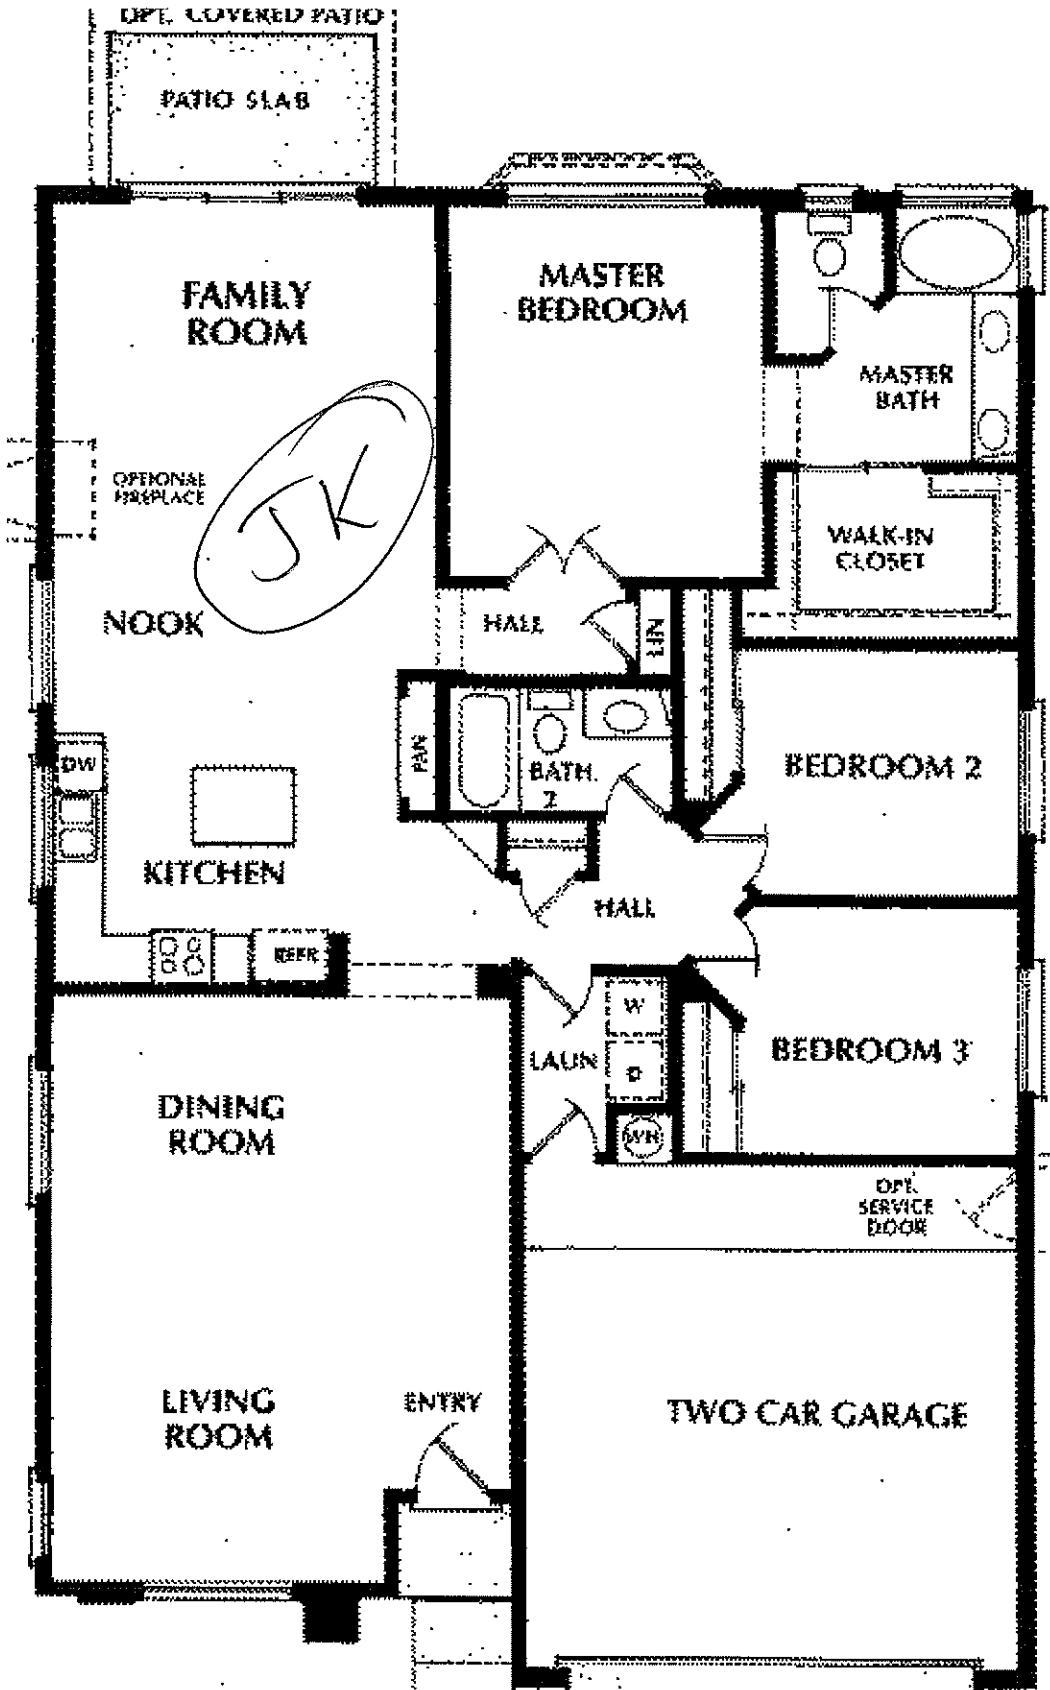 OPT. COVERED PATIO
PATIO SLAB
FAMILY
ROOM
MASTER
BEDROOM
MASTER
BATH
OPTIONAL
FIREPLACE
JK
WALK-IN
CLOSET
NOOK
HALL
LIN
DW
PAN
BATH
2
BEDROOM 2
KITCHEN
HALL
REFR
W
LAUN
D
BEDROOM 3
DINING
ROOM
WH
OPT.
SERVICE
DOOR
LIVING
ROOM
ENTRY
TWO CAR GARAGE